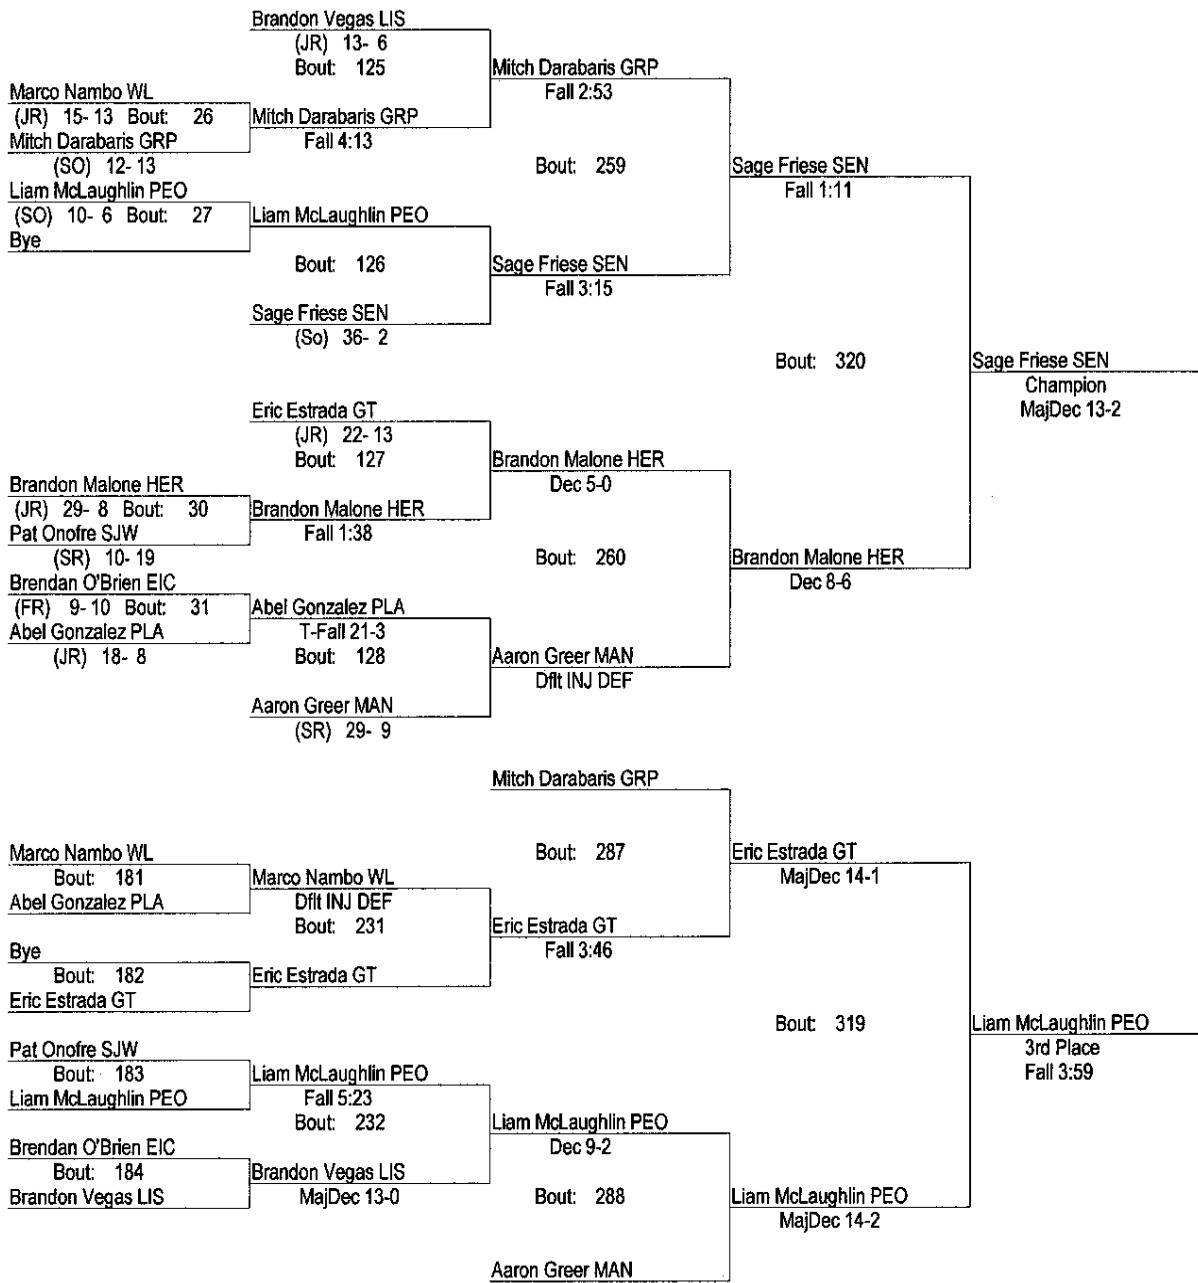 Brandon Vegas LIS
(JR) 13- 6
Bout: 125
Mitch Darabaris GRP
Fall 2:53
Marco Nambo WL
(JR) 15- 13 Bout: 26
Mitch Darabaris GRP
Mitch Darabaris GRP
Fall 4:13
(SO) 12- 13
Bout: 259
Sage Friese SEN
Fall 1:11
Liam McLaughlin PEO
(SO) 10- 6 Bout: 27
Liam McLaughlin PEO
Bye
Bout: 126
Sage Friese SEN
Fall 3:15
Sage Friese SEN
(So) 36- 2
Bout: 320
Sage Friese SEN
Champion
MajDec 13-2
Eric Estrada GT
(JR) 22- 13
Bout: 127
Brandon Malone HER
Dec 5-0
Brandon Malone HER
(JR) 29- 8 Bout: 30
Brandon Malone HER
Fall 1:38
Pat Onofre SJW
(SR) 10- 19
Bout: 260
Brandon Malone HER
Dec 8-6
Brendan O'Brien EIC
(FR) 9- 10 Bout: 31
Abel Gonzalez PLA
T-Fall 21-3
Abel Gonzalez PLA
(JR) 18- 8
Bout: 128
Aaron Greer MAN
Dflt INJ DEF
Aaron Greer MAN
(SR) 29- 9
Mitch Darabaris GRP
Bout: 287
Eric Estrada GT
MajDec 14-1
Marco Nambo WL
Bout: 181
Marco Nambo WL
Dflt INJ DEF
Abel Gonzalez PLA
Bout: 231
Eric Estrada GT
Fall 3:46
Bye
Bout: 182
Eric Estrada GT
Eric Estrada GT
Bout: 319
Liam McLaughlin PEO
3rd Place
Fall 3:59
Pat Onofre SJW
Bout: 183
Liam McLaughlin PEO
Fall 5:23
Liam McLaughlin PEO
Bout: 232
Liam McLaughlin PEO
Dec 9-2
Brendan O'Brien EIC
Bout: 184
Brandon Vegas LIS
MajDec 13-0
Brandon Vegas LIS
Bout: 288
Liam McLaughlin PEO
MajDec 14-2
Aaron Greer MAN